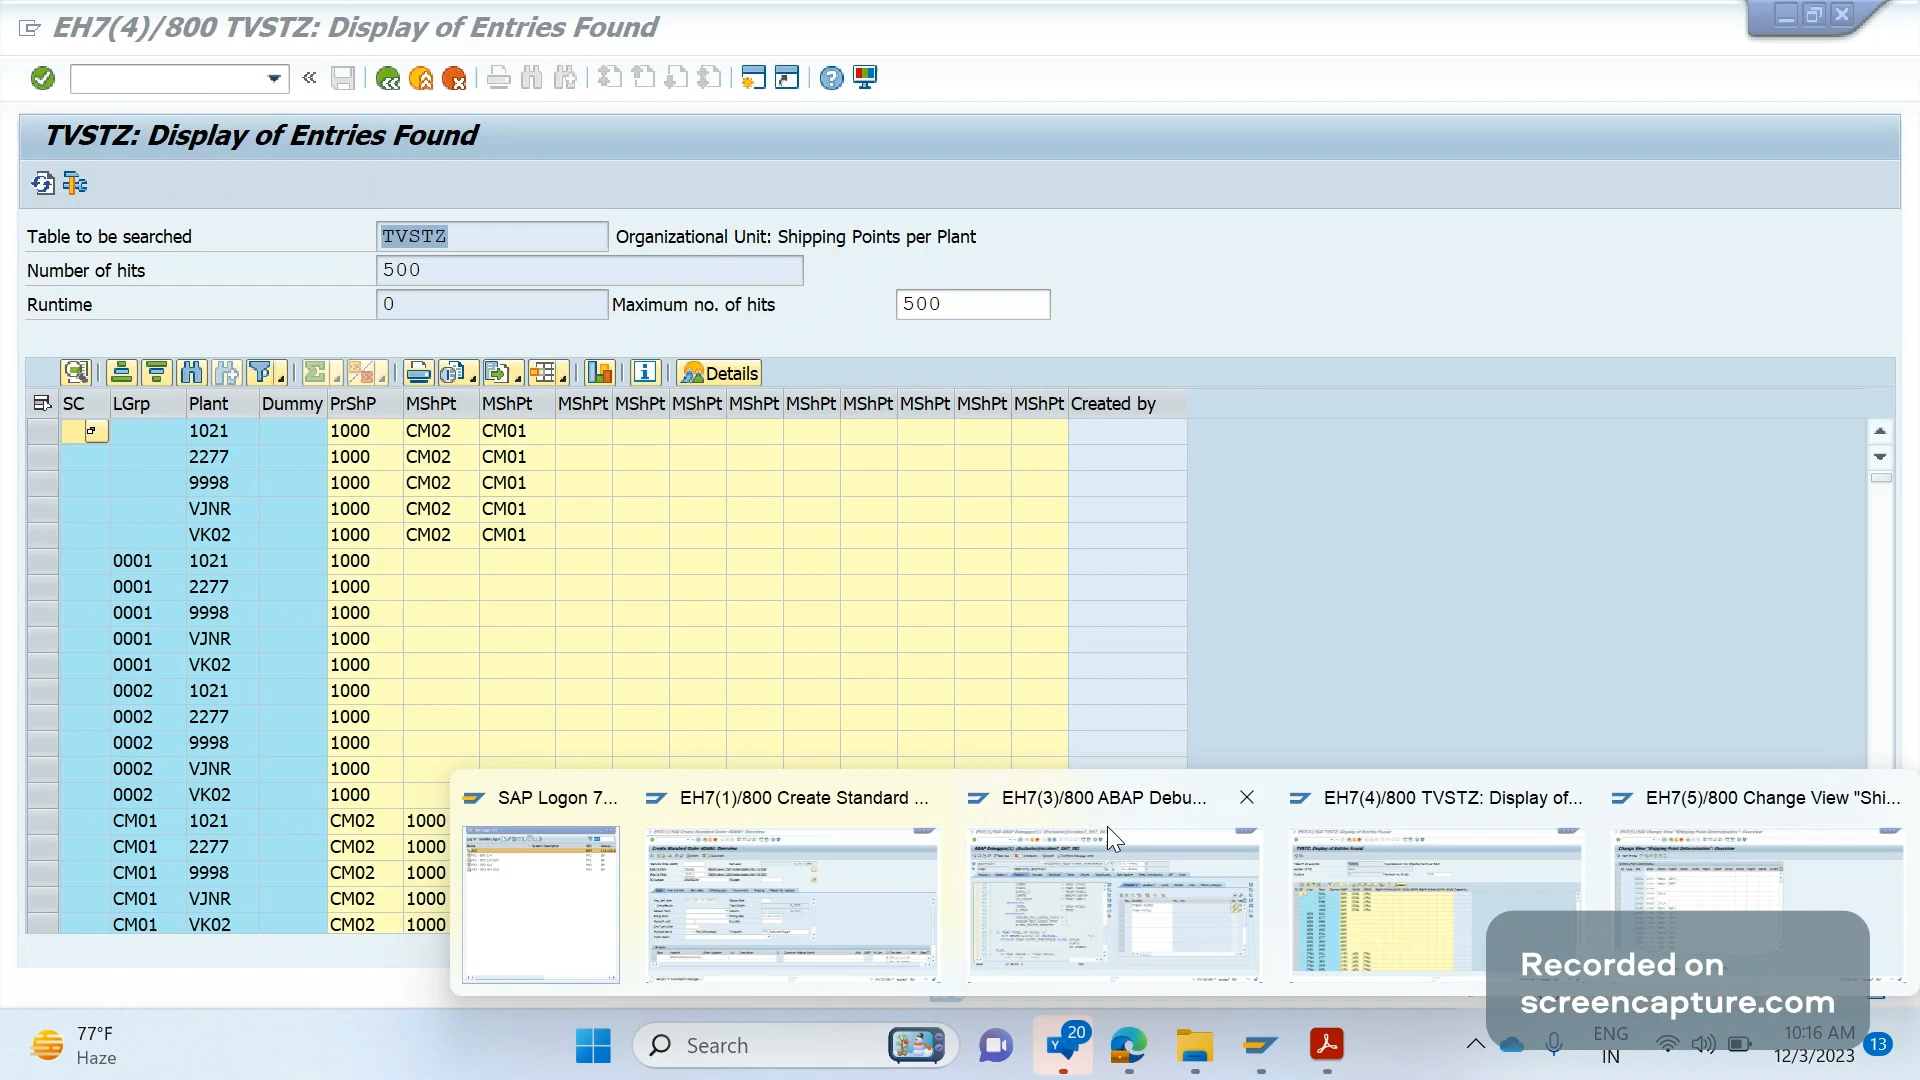 EH7(4)/800 TVSTZ: Display of Entries Found
TVSTZ: Display of Entries Found
Table to be searched TVSTZ Organizational Unit: Shipping Points per Plant
Number of hits 500
Runtime 0 Maximum no. of hits 500
Details
SC LGrp Plant Dummy PrShP MShPt MShPt MShPt MShPt MShPt MShPt MShPt MShPt MShPt MShPt MShPt Created by
1021 1000 CM02 CM01
2277 1000 CM02 CM01
9998 1000 CM02 CM01
VJNR 1000 CM02 CM01
VK02 1000 CM02 CM01
0001 1021 1000
0001 2277 1000
0001 9998 1000
0001 VJNR 1000
0001 VK02 1000
0002 1021 1000
0002 2277 1000
0002 9998 1000
0002 VJNR 1000
0002 VK02 1000
CM01 1021 CM02 1000
CM01 2277 CM02 1000
CM01 9998 CM02 1000
CM01 VJNR CM02 1000
CM01 VK02 CM02 1000
SAP Logon 7... EH7(1)/800 Create Standard ... EH7(3)/800 ABAP Debu... EH7(4)/800 TVSTZ: Display of... EH7(5)/800 Change View "Shi...
Recorded on
screencapture.com
77°F
Haze
Search
20
ENG
IN
10:16 AM
12/3/2023
13